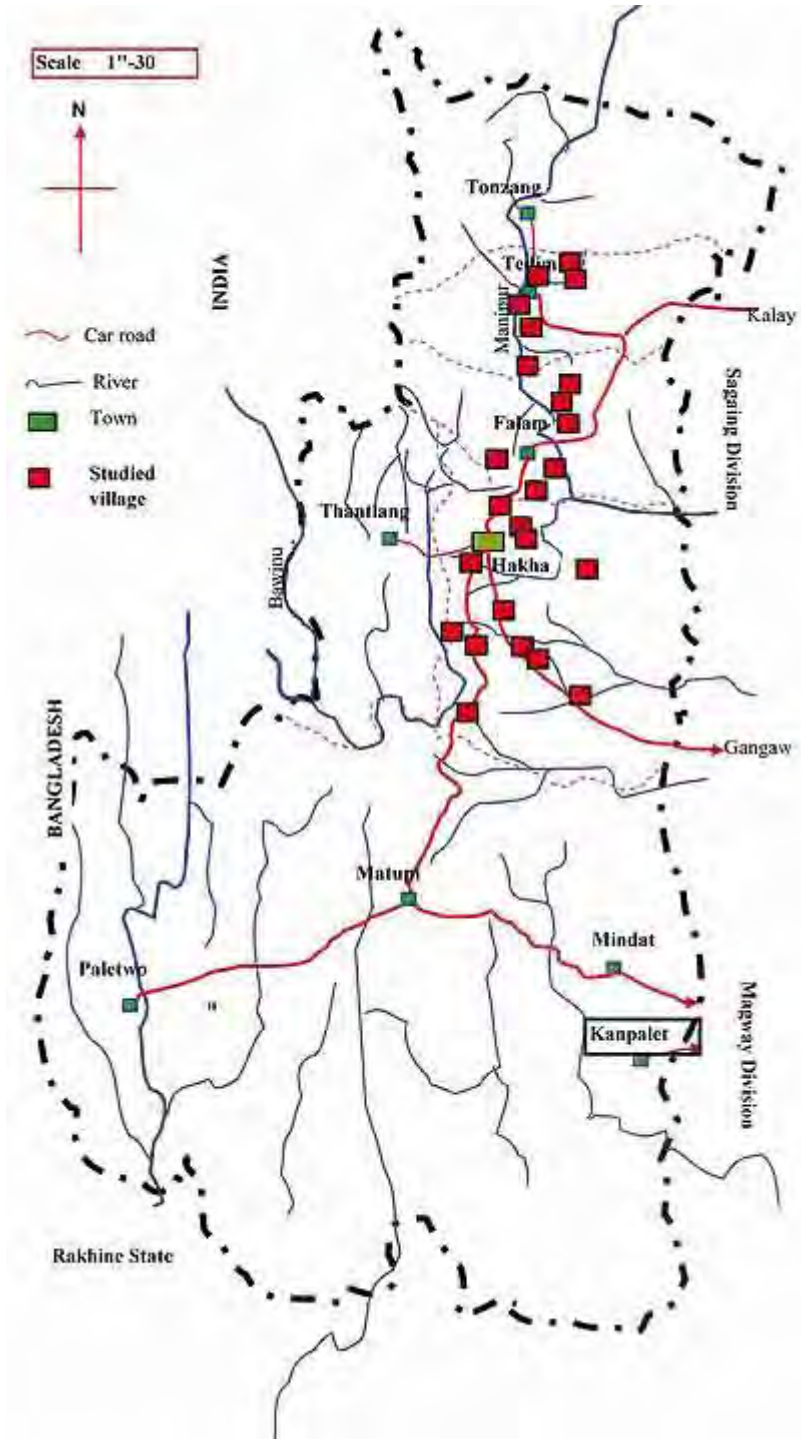 Scale 1"-30
N
Tonzang
INDIA
Manipur
Kalay
Car road
River
Town
Studied
village
Falam
Sagaing Division
Thantlang
Hakha
Bawinu
BANGLADESH
Gangaw
Matupi
Mindat
Paletwo
"
Kanpalet
Magway Division
Rakhine State